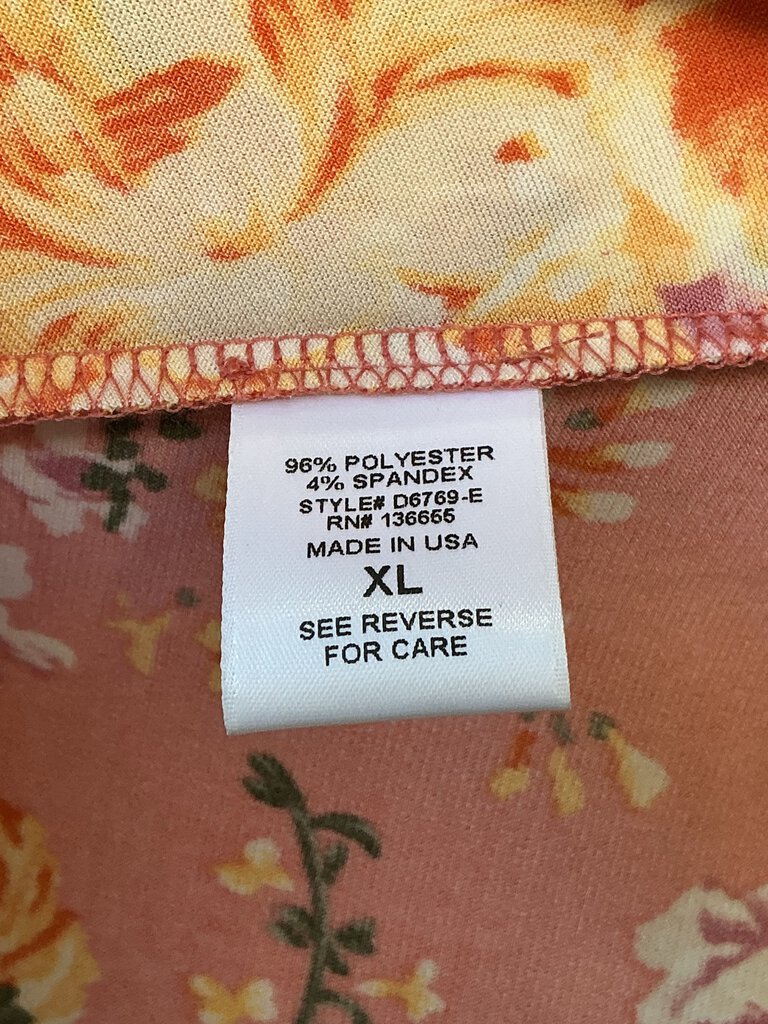 96% POLYESTER
4% SPANDEX
STYLE# D6769-E
RN# 136655
MADE IN USA
XL
SEE REVERSE
FOR CARE